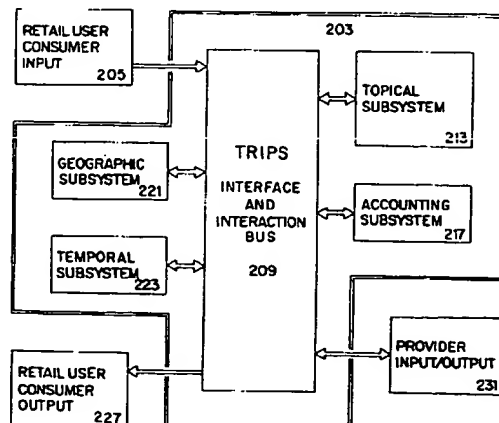 RETAIL USER
CONSUMER
INPUT
205
203
TOPICAL
SUBSYSTEM
213
GEOGRAPHIC
SUBSYSTEM
221
TRIPS
INTERFACE
AND
INTERACTION
BUS
209
ACCOUNTING
SUBSYSTEM
217
TEMPORAL
SUBSYSTEM
223
PROVIDER
INPUT/OUTPUT
231
RETAIL USER
CONSUMER
OUTPUT
227